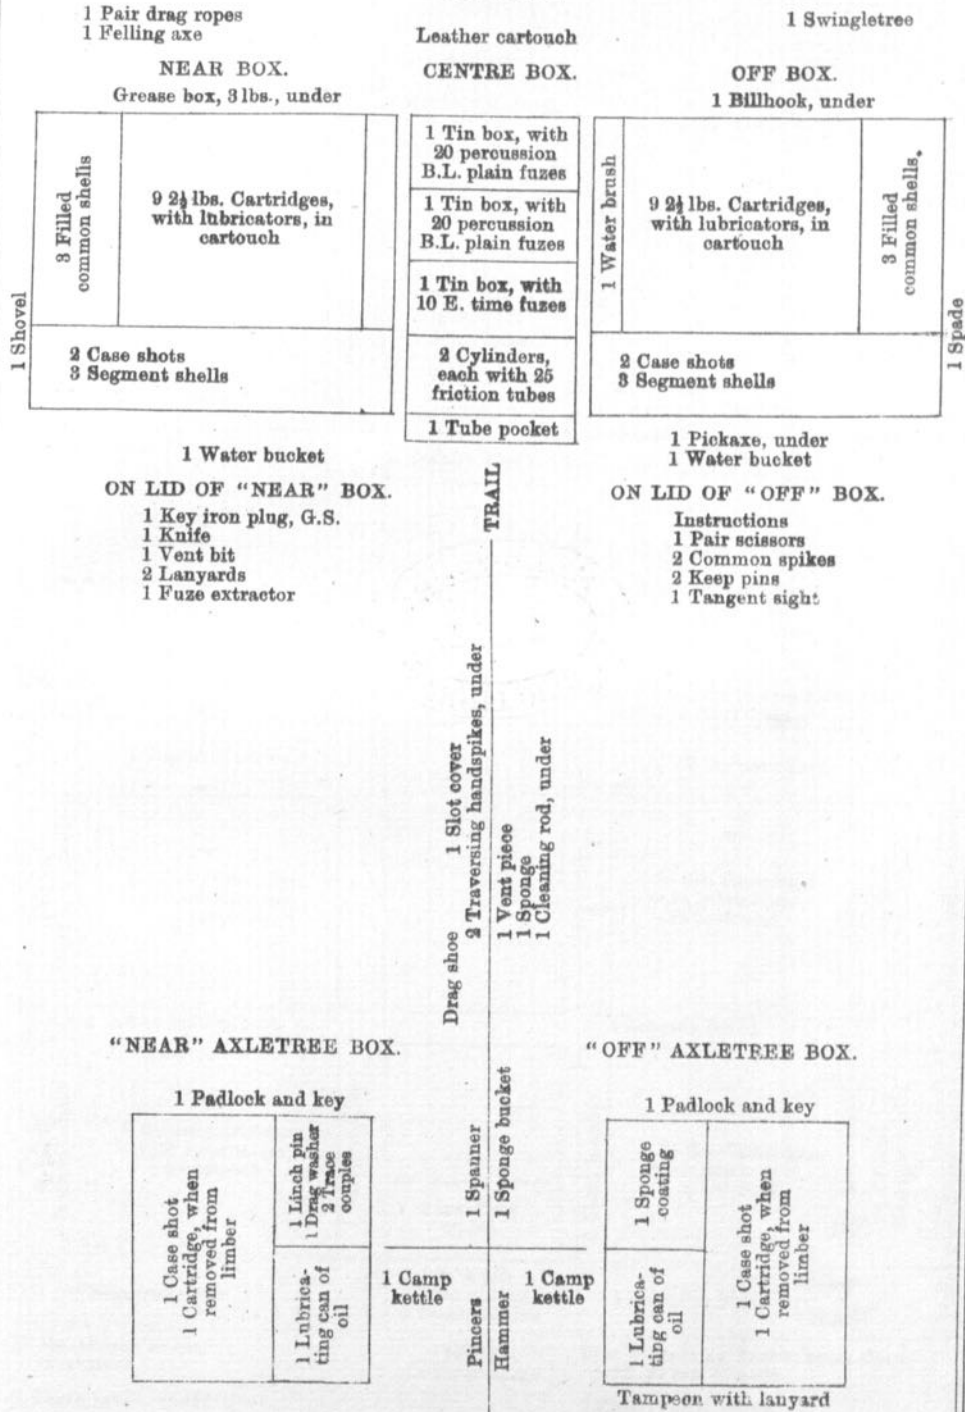 1 Pair drag ropes
1 Felling axe
Leather cartouch
1 Swingletree
NEAR BOX.
Grease box, 3 lbs., under
CENTRE BOX.
OFF BOX.
1 Billhook, under
1 Shovel
3 Filled
common shells
9 2½ lbs. Cartridges,
with lubricators, in
cartouch
2 Case shots
3 Segment shells
1 Tin box, with
20 percussion
B.L. plain fuzes
1 Tin box, with
20 percussion
B.L. plain fuzes
1 Tin box, with
10 E. time fuzes
2 Cylinders,
each with 25
friction tubes
1 Tube pocket
1 Water brush
9 2½ lbs. Cartridges,
with lubricators, in
cartouch
3 Filled
common shells.
2 Case shots
3 Segment shells
1 Spade
1 Water bucket
1 Pickaxe, under
1 Water bucket
ON LID OF "NEAR" BOX.
1 Key iron plug, G.S.
1 Knife
1 Vent bit
2 Lanyards
1 Fuze extractor
TRAIL
ON LID OF "OFF" BOX.
Instructions
1 Pair scissors
2 Common spikes
2 Keep pins
1 Tangent sight
Drag shoe
1 Slot cover
2 Traversing handspikes, under
1 Vent piece
1 Sponge
1 Cleaning rod, under
"NEAR" AXLETREE BOX.
1 Padlock and key
1 Case shot
1 Cartridge, when
removed from
limber
1 Linch pin
1 Drag washer
2 Trace
couples
1 Lubrica-
ting can of
oil
1 Spanner
1 Sponge bucket
1 Camp
kettle
Pincers
Hammer
1 Camp
kettle
"OFF" AXLETREE BOX.
1 Padlock and key
1 Sponge
coating
1 Lubrica-
ting can of
oil
1 Case shot
1 Cartridge, when
removed from
limber
Tampeon with lanyard